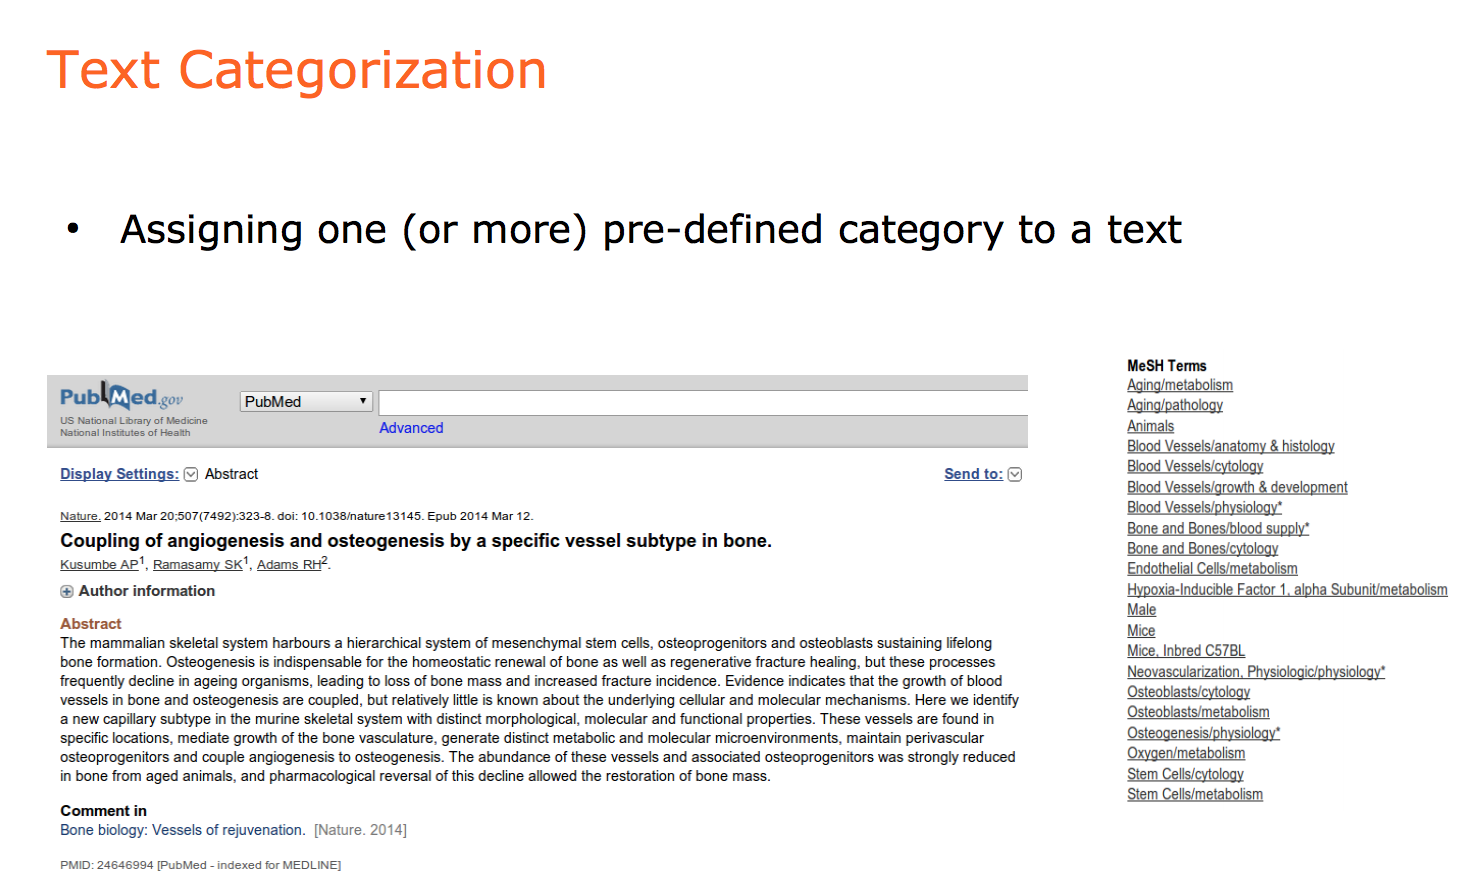 Text Categorization
• Assigning one (or more) pre-defined category to a text
PubMed.gov
US National Library of Medicine
National Institutes of Health
PubMed
Advanced
Display Settings: Abstract
Send to:
Nature. 2014 Mar 20;507(7492):323-8. doi: 10.1038/nature13145. Epub 2014 Mar 12.
Coupling of angiogenesis and osteogenesis by a specific vessel subtype in bone.
Kusumbe AP1, Ramasamy SK1, Adams RH2.
Author information
Abstract
The mammalian skeletal system harbours a hierarchical system of mesenchymal stem cells, osteoprogenitors and osteoblasts sustaining lifelong
bone formation. Osteogenesis is indispensable for the homeostatic renewal of bone as well as regenerative fracture healing, but these processes
frequently decline in ageing organisms, leading to loss of bone mass and increased fracture incidence. Evidence indicates that the growth of blood
vessels in bone and osteogenesis are coupled, but relatively little is known about the underlying cellular and molecular mechanisms. Here we identify
a new capillary subtype in the murine skeletal system with distinct morphological, molecular and functional properties. These vessels are found in
specific locations, mediate growth of the bone vasculature, generate distinct metabolic and molecular microenvironments, maintain perivascular
osteoprogenitors and couple angiogenesis to osteogenesis. The abundance of these vessels and associated osteoprogenitors was strongly reduced
in bone from aged animals, and pharmacological reversal of this decline allowed the restoration of bone mass.
Comment in
Bone biology: Vessels of rejuvenation. [Nature. 2014]
PMID: 24646994 [PubMed - indexed for MEDLINE]
MeSH Terms
Aging/metabolism
Aging/pathology
Animals
Blood Vessels/anatomy & histology
Blood Vessels/cytology
Blood Vessels/growth & development
Blood Vessels/physiology*
Bone and Bones/blood supply*
Bone and Bones/cytology
Endothelial Cells/metabolism
Hypoxia-Inducible Factor 1, alpha Subunit/metabolism
Male
Mice
Mice, Inbred C57BL
Neovascularization, Physiologic/physiology*
Osteoblasts/cytology
Osteoblasts/metabolism
Osteogenesis/physiology*
Oxygen/metabolism
Stem Cells/cytology
Stem Cells/metabolism